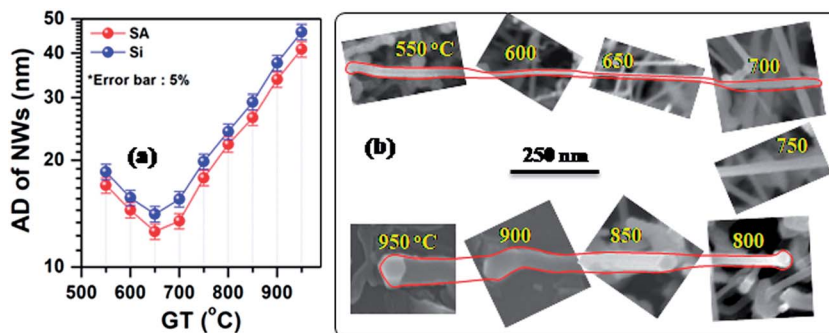 AD of NWs (nm)
50
40
30
20
10
SA
Si
*Error bar : 5%
(a)
500 600 700 800 900 1000
GT (°C)
550 °C
600
650
700
750
(b)
250 nm
950 °C
900
850
800